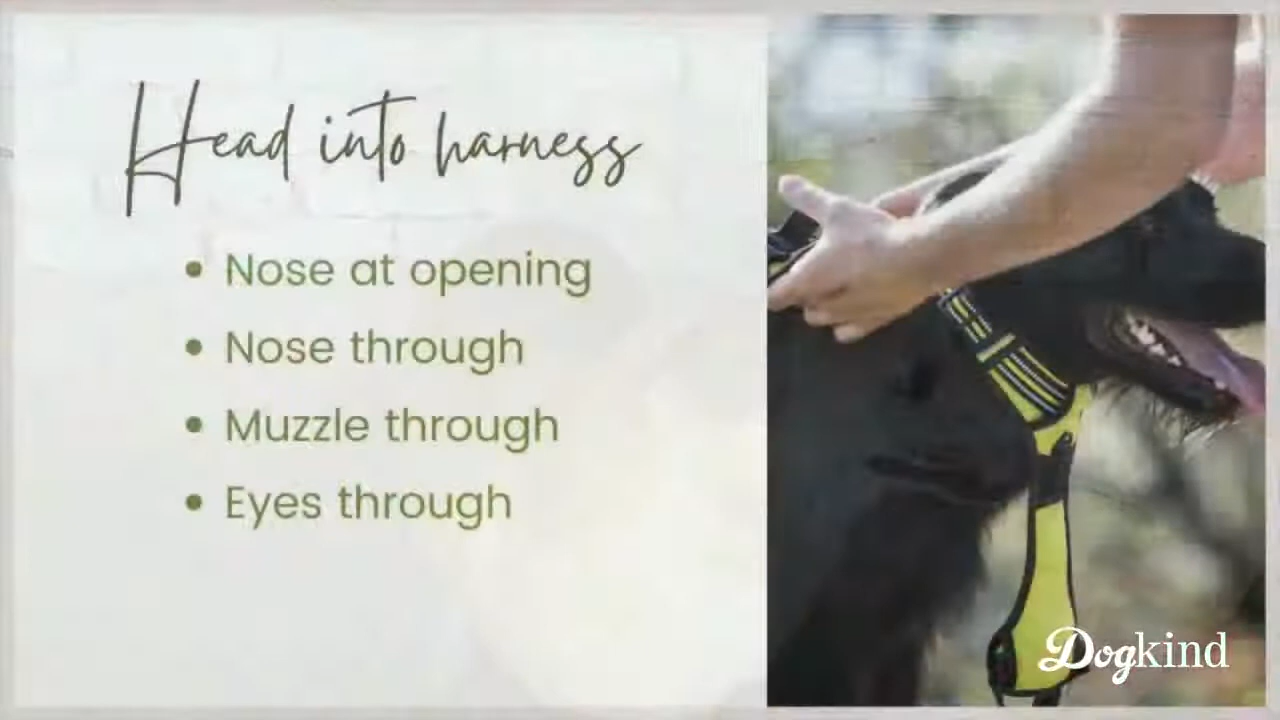 Head into harness
• Nose at opening
• Nose through
• Muzzle through
• Eyes through
Dogkind